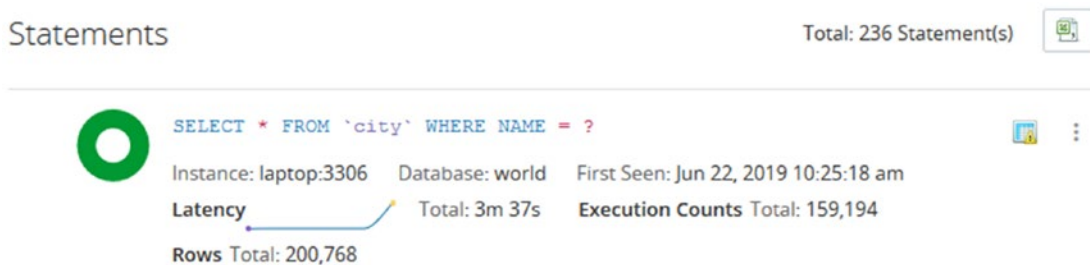 Statements Total: 236 Statement(s)
SELECT * FROM `city` WHERE NAME = ?
Instance: laptop:3306 Database: world First Seen: Jun 22, 2019 10:25:18 am
Latency Total: 3m 37s Execution Counts Total: 159,194
Rows Total: 200,768